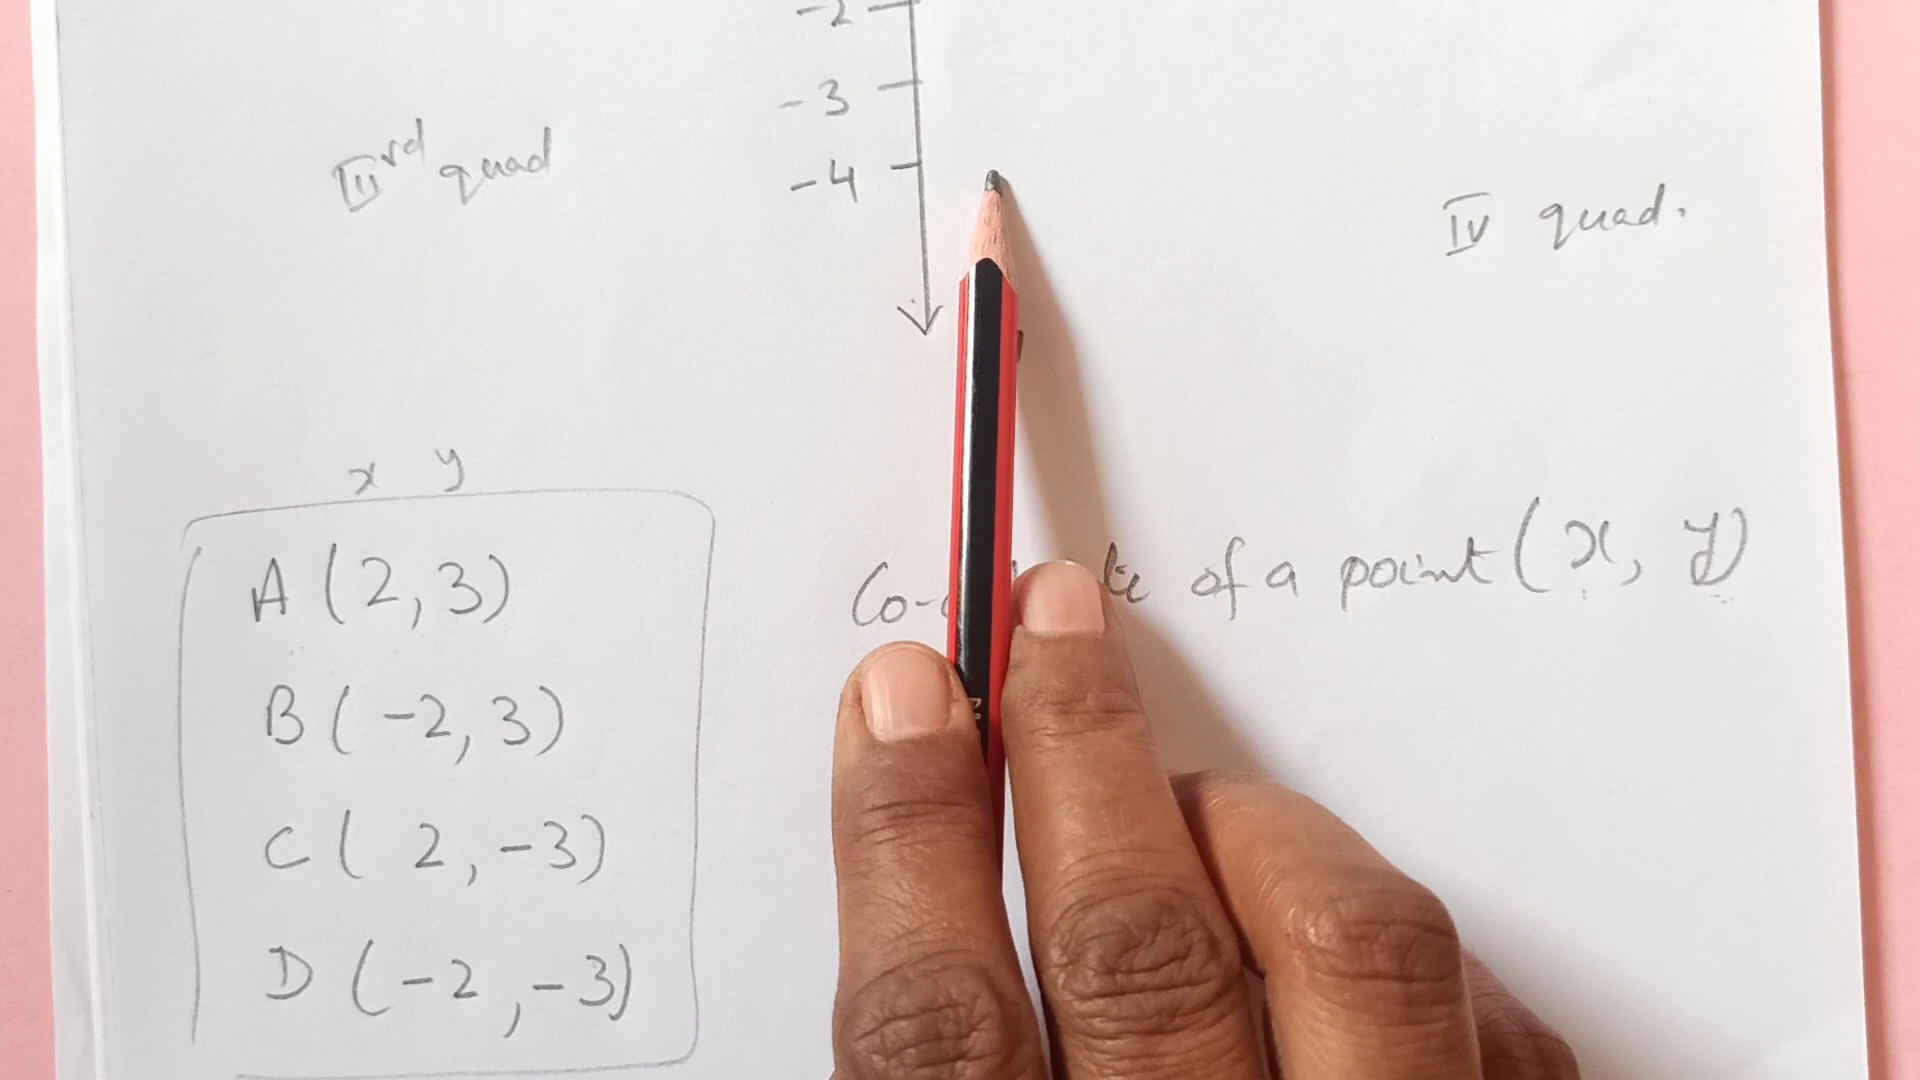 -2
-3
-4
IIIrd quad
IV quad.
x y
A (2, 3)
B (-2, 3)
C ( 2, -3)
D (-2, -3)
of a point (x, y)